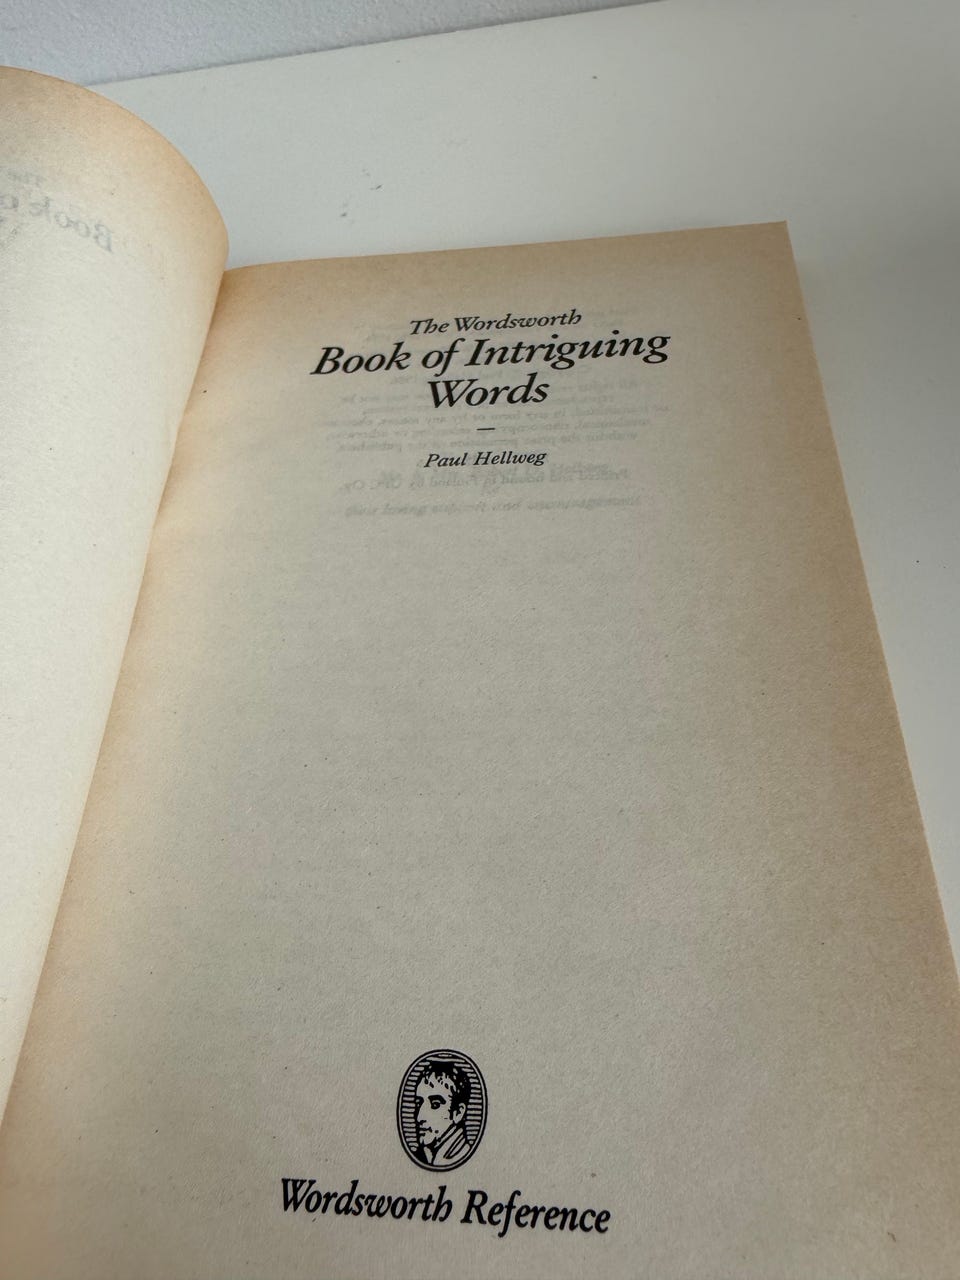 The Wordsworth
Book of Intriguing
Words
Paul Hellweg
Wordsworth Reference